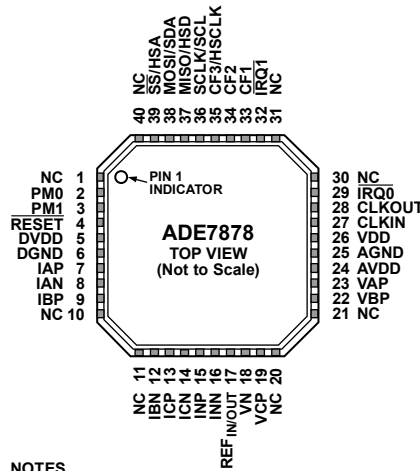 40 NC
39 SS/HSA
38 MOSI/SDA
37 MISO/HSD
36 SCLK/SCL
35 CF3/HSCLK
34 CF2
33 CF1
32 IRQ1
31 NC
NC 1
PM0 2
PM1 3
RESET 4
DVDD 5
DGND 6
IAP 7
IAN 8
IBP 9
NC 10
PIN 1
INDICATOR
ADE7878
TOP VIEW
(Not to Scale)
30 NC
29 IRQ0
28 CLKOUT
27 CLKIN
26 VDD
25 AGND
24 AVDD
23 VAP
22 VBP
21 NC
NC 11
IBN 12
ICP 13
ICN 14
INP 15
INN 16
REFIN/OUT 17
VN 18
VCP 19
NC 20
NOTES